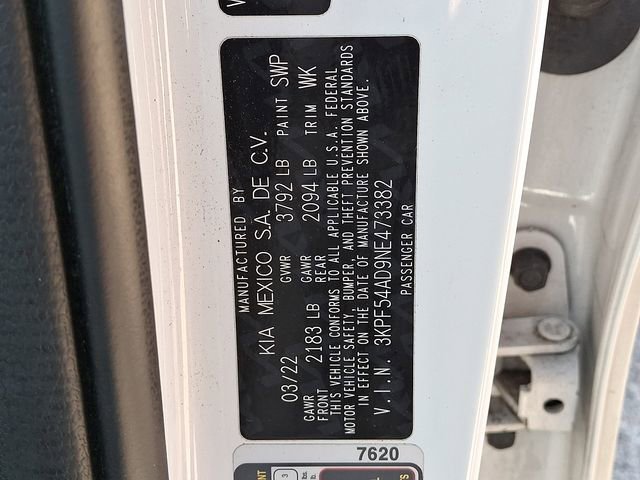 MANUFACTURED BY
KIA MEXICO S.A. DE C.V.
03/22 GVWR 3792 LB PAINT SWP
GAWR FRONT 2183 LB GAWR REAR 2094 LB TRIM WK
THIS VEHICLE CONFORMS TO ALL APPLICABLE U.S.A. FEDERAL
MOTOR VEHICLE SAFETY, BUMPER, AND THEFT PREVENTION STANDARDS
IN EFFECT ON THE DATE OF MANUFACTURE SHOWN ABOVE.
V.I.N. 3KPF54AD9NE473382
PASSENGER CAR
7620